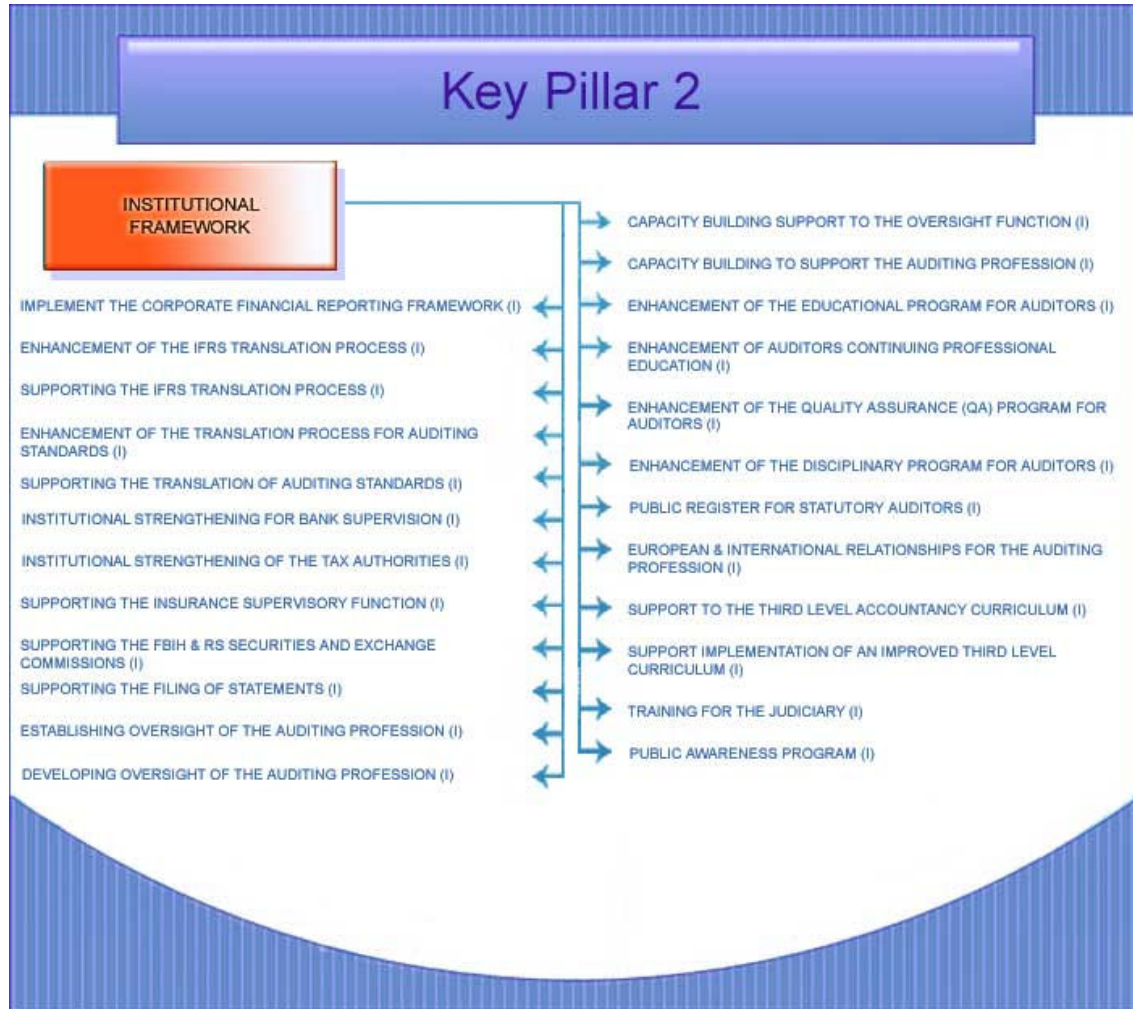 Key Pillar 2
INSTITUTIONAL
FRAMEWORK
IMPLEMENT THE CORPORATE FINANCIAL REPORTING FRAMEWORK (I)
ENHANCEMENT OF THE IFRS TRANSLATION PROCESS (I)
SUPPORTING THE IFRS TRANSLATION PROCESS (I)
ENHANCEMENT OF THE TRANSLATION PROCESS FOR AUDITING
STANDARDS (I)
SUPPORTING THE TRANSLATION OF AUDITING STANDARDS (I)
INSTITUTIONAL STRENGTHENING FOR BANK SUPERVISION (I)
INSTITUTIONAL STRENGTHENING OF THE TAX AUTHORITIES (I)
SUPPORTING THE INSURANCE SUPERVISORY FUNCTION (I)
SUPPORTING THE FBIH & RS SECURITIES AND EXCHANGE
COMMISSIONS (I)
SUPPORTING THE FILING OF STATEMENTS (I)
ESTABLISHING OVERSIGHT OF THE AUDITING PROFESSION (I)
DEVELOPING OVERSIGHT OF THE AUDITING PROFESSION (I)
CAPACITY BUILDING SUPPORT TO THE OVERSIGHT FUNCTION (I)
CAPACITY BUILDING TO SUPPORT THE AUDITING PROFESSION (I)
ENHANCEMENT OF THE EDUCATIONAL PROGRAM FOR AUDITORS (I)
ENHANCEMENT OF AUDITORS CONTINUING PROFESSIONAL
EDUCATION (I)
ENHANCEMENT OF THE QUALITY ASSURANCE (QA) PROGRAM FOR
AUDITORS (I)
ENHANCEMENT OF THE DISCIPLINARY PROGRAM FOR AUDITORS (I)
PUBLIC REGISTER FOR STATUTORY AUDITORS (I)
EUROPEAN & INTERNATIONAL RELATIONSHIPS FOR THE AUDITING
PROFESSION (I)
SUPPORT TO THE THIRD LEVEL ACCOUNTANCY CURRICULUM (I)
SUPPORT IMPLEMENTATION OF AN IMPROVED THIRD LEVEL
CURRICULUM (I)
TRAINING FOR THE JUDICIARY (I)
PUBLIC AWARENESS PROGRAM (I)